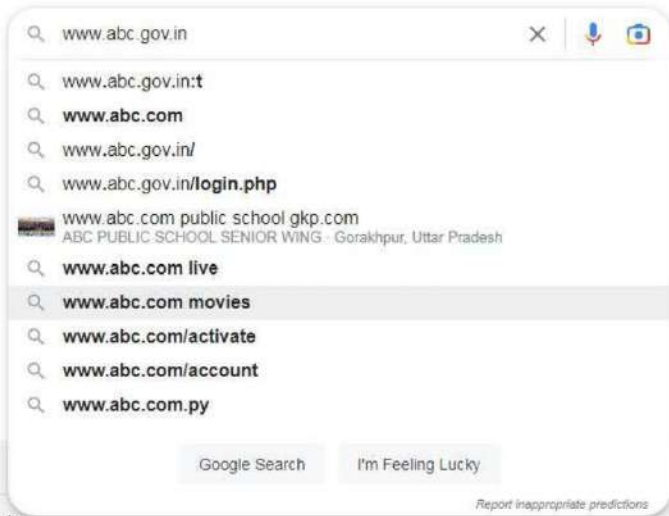 www.abc.gov.in
www.abc.gov.in:t
www.abc.com
www.abc.gov.in/
www.abc.gov.in/login.php
www.abc.com public school gkp.com
ABC PUBLIC SCHOOL SENIOR WING · Gorakhpur, Uttar Pradesh
www.abc.com live
www.abc.com movies
www.abc.com/activate
www.abc.com/account
www.abc.com.py
Google Search I'm Feeling Lucky
Report inappropriate predictions